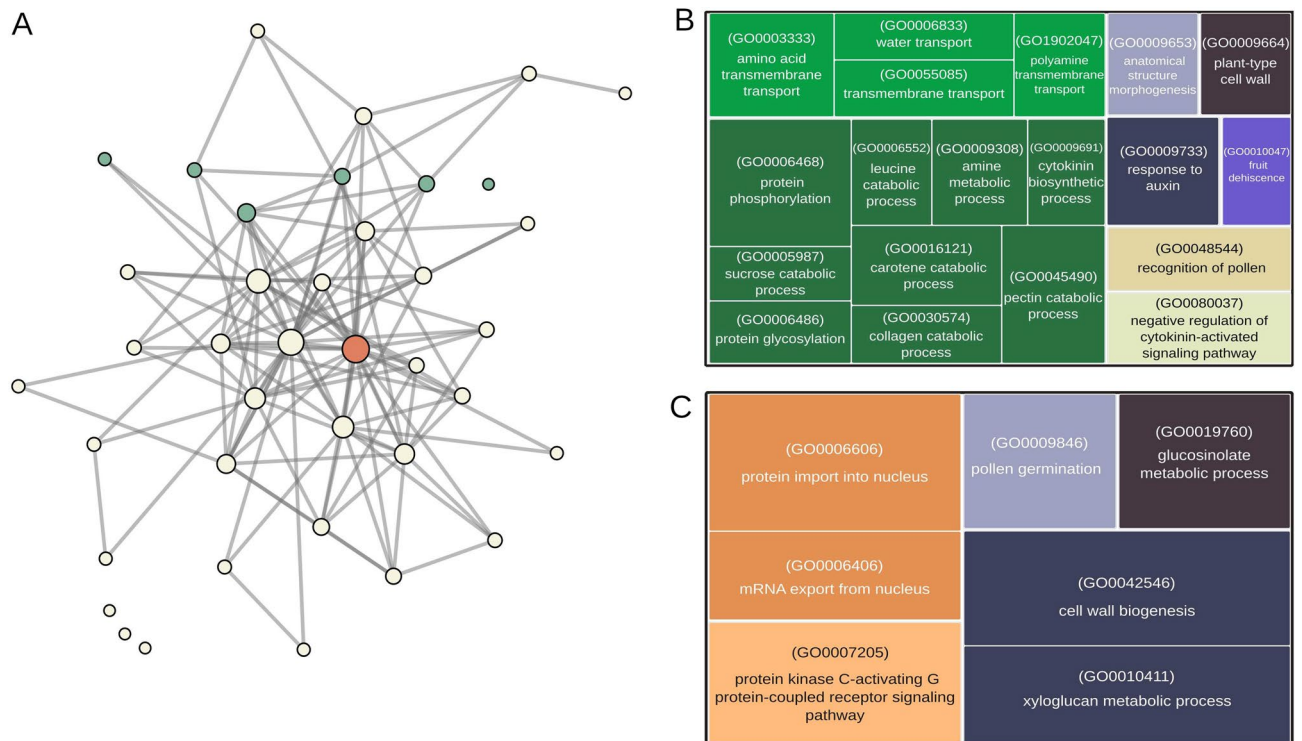 A
B
(GO0003333)
amino acid
transmembrane
transport
(GO0006833)
water transport
(GO0055085)
transmembrane transport
(GO1902047)
polyamine
transmembrane
transport
(GO0009653)
anatomical
structure
morphogenesis
(GO0009664)
plant-type
cell wall
(GO0006468)
protein
phosphorylation
(GO0006552)
leucine
catabolic
process
(GO0009308)
amine
metabolic
process
(GO0009691)
cytokinin
biosynthetic
process
(GO0009733)
response to
auxin
(GO0010047)
fruit
dehiscence
(GO0005987)
sucrose catabolic
process
(GO0016121)
carotene catabolic
process
(GO0045490)
pectin catabolic
process
(GO0048544)
recognition of pollen
(GO0006486)
protein glycosylation
(GO0030574)
collagen catabolic
process
(GO0080037)
negative regulation of
cytokinin-activated
signaling pathway
C
(GO0006606)
protein import into nucleus
(GO0009846)
pollen germination
(GO0019760)
glucosinolate
metabolic process
(GO0006406)
mRNA export from nucleus
(GO0042546)
cell wall biogenesis
(GO0007205)
protein kinase C-activating G
protein-coupled receptor signaling
pathway
(GO0010411)
xyloglucan metabolic process